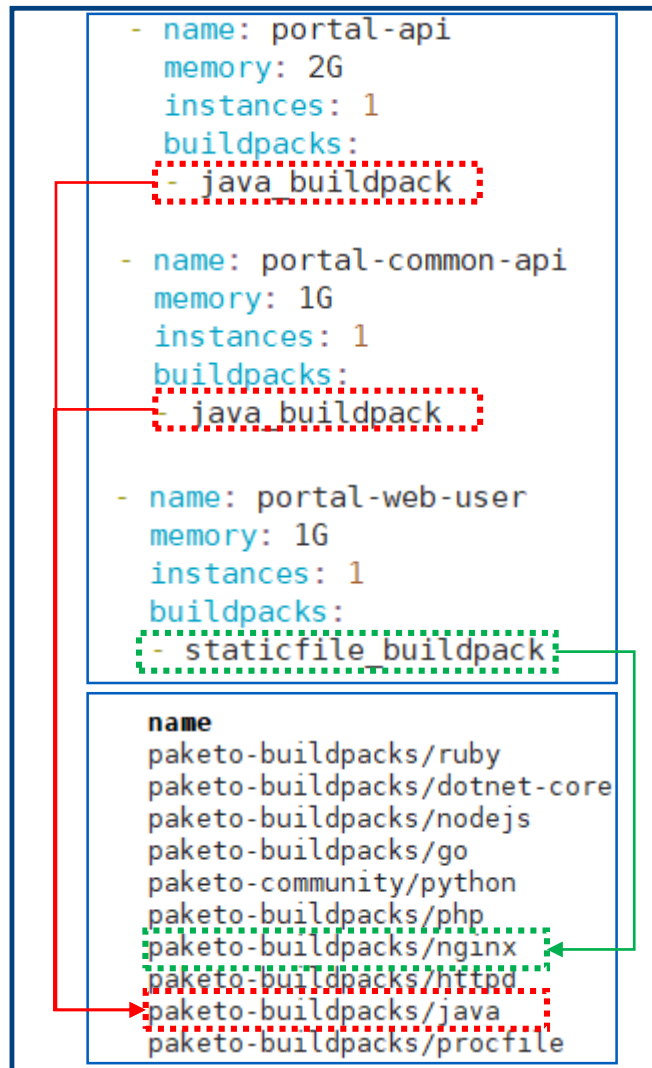 - name: portal-api
memory: 2G
instances: 1
buildpacks:
- java_buildpack
- name: portal-common-api
memory: 1G
instances: 1
buildpacks:
- java_buildpack
- name: portal-web-user
memory: 1G
instances: 1
buildpacks:
- staticfile_buildpack
name
paketo-buildpacks/ruby
paketo-buildpacks/dotnet-core
paketo-buildpacks/nodejs
paketo-buildpacks/go
paketo-community/python
paketo-buildpacks/php
paketo-buildpacks/nginx
paketo-buildpacks/httpd
paketo-buildpacks/java
paketo-buildpacks/procfile